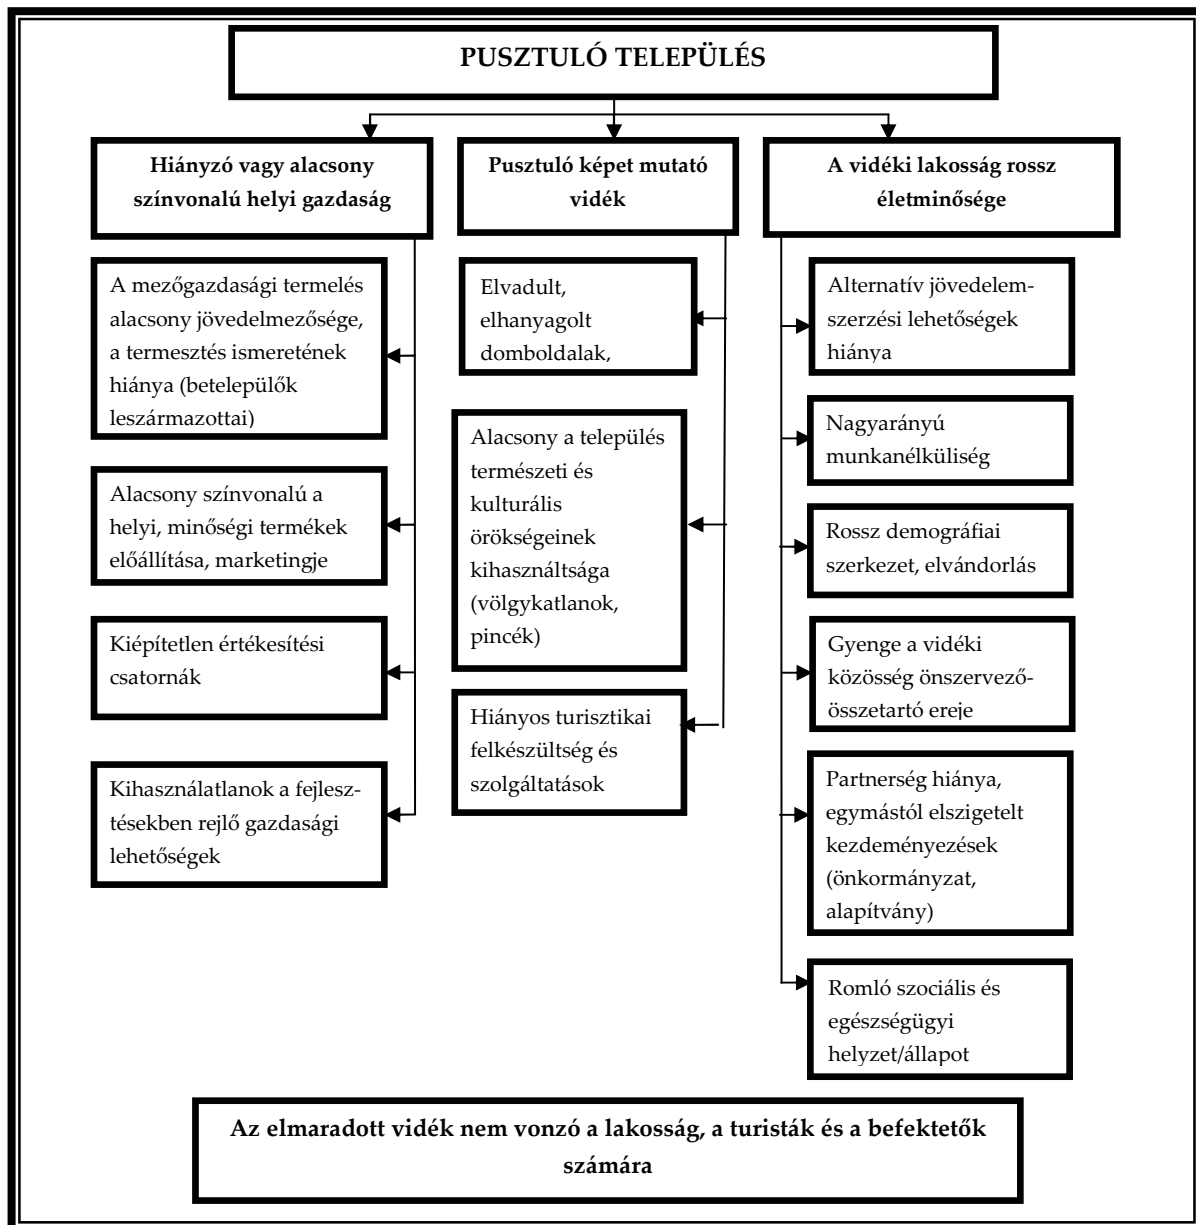 PUSZTULÓ TELEPÜLÉS
Hiányzó vagy alacsony
színvonalú helyi gazdaság
A mezőgazdasági termelés
alacsony jövedelmezősége,
a termesztés ismeretének
hiánya (betelepülők
leszármazottai)
Alacsony színvonalú a
helyi, minőségi termékek
előállítása, marketingje
Kiépítetlen értékesítési
csatornák
Kihasználatlanok a fejlesz-
tésekben rejlő gazdasági
lehetőségek
Pusztuló képet mutató
vidék
Elvadult,
elhanyagolt
domboldalak,
Alacsony a település
természeti és
kulturális
örökségeinek
kihasználtsága
(völgykatlanok,
pincék)
Hiányos turisztikai
felkészültség és
szolgáltatások
A vidéki lakosság rossz
életminősége
Alternatív jövedelem-
szerzési lehetőségek
hiánya
Nagyarányú
munkanélküliség
Rossz demográfiai
szerkezet, elvándorlás
Gyenge a vidéki
közösség önszervező-
összetartó ereje
Partnerség hiánya,
egymástól elszigetelt
kezdeményezések
(önkormányzat,
alapítvány)
Romló szociális és
egészségügyi
helyzet/állapot
Az elmaradott vidék nem vonzó a lakosság, a turisták és a befektetők
számára